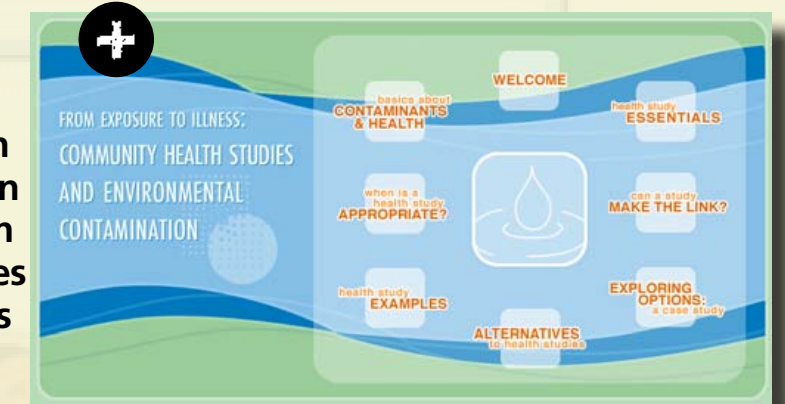 FROM EXPOSURE TO ILLNESS:
COMMUNITY HEALTH STUDIES
AND ENVIRONMENTAL
CONTAMINATION
WELCOME
health study
ESSENTIALS
can a study
MAKE THE LINK?
EXPLORING
OPTIONS:
a case study
ALTERNATIVES
to health studies
health study
EXAMPLES
when is a
health study
APPROPRIATE?
basics about
CONTAMINANTS
& HEALTH